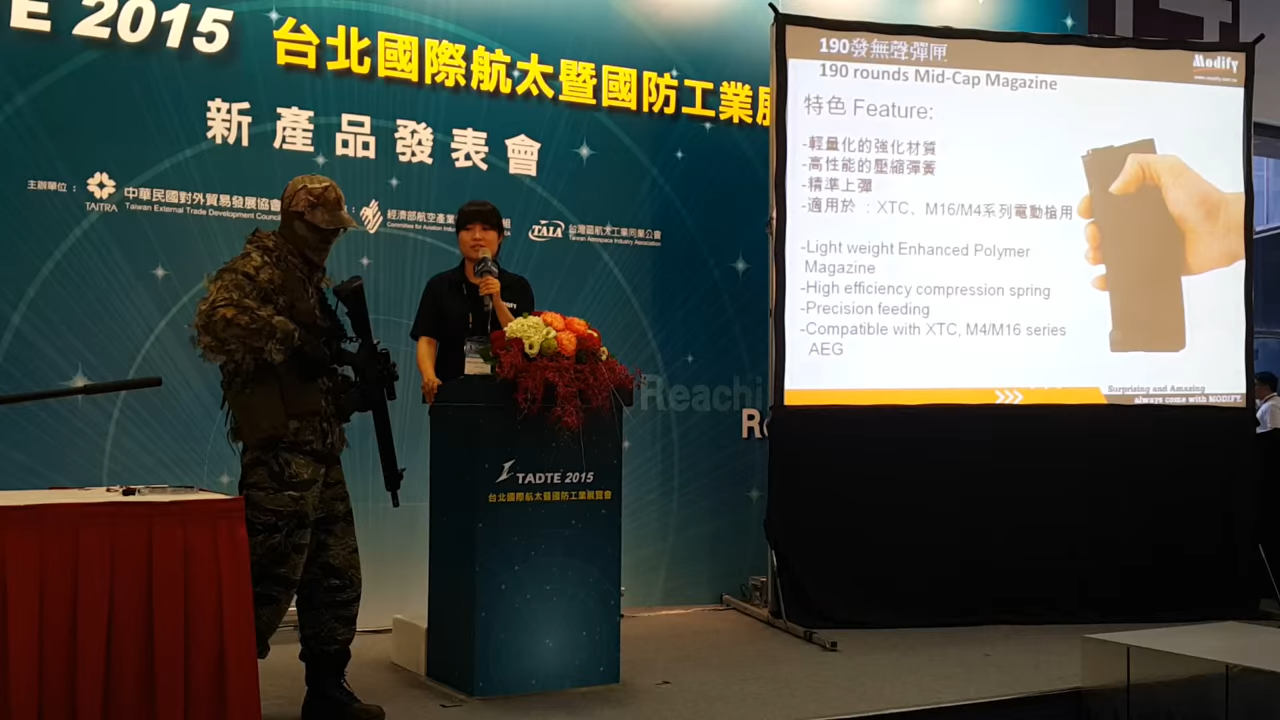 E 2015
台北國際航太暨國防工業展
新產品發表會
主辦單位：
TAITRA
中華民國對外貿易發展協會
Taiwan External Trade Development Council
經濟部航空產業
組
TAIA
台灣區航太工業同業公會
Taiwan Aerospace Industry Association
Reachi
TADTE 2015
台北國際航太暨國防工業展覽會
190發無聲彈匣
190 rounds Mid-Cap Magazine
Modify
特色 Feature:
-輕量化的強化材質
-高性能的壓縮彈簧
-精準上彈
-適用於 ：XTC、M16/M4系列電動槍用
-Light weight Enhanced Polymer
Magazine
-High efficiency compression spring
-Precision feeding
-Compatible with XTC, M4/M16 series
AEG
Surprising and Amazing
always come with MODIFY.